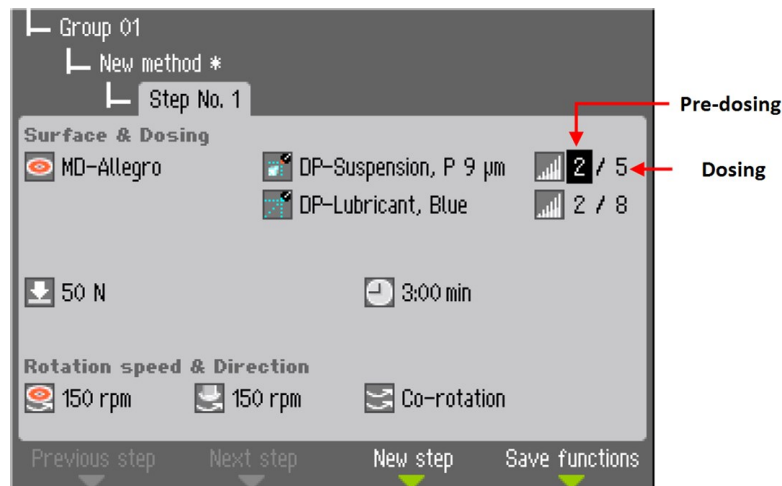 Group 01
New method *
Step No. 1
Pre-dosing
Surface & Dosing
MD-Allegro DP-Suspension, P 9 µm 2 / 5 Dosing
DP-Lubricant, Blue 2 / 8
50 N 3:00 min
Rotation speed & Direction
150 rpm 150 rpm Co-rotation
Previous step Next step New step Save functions